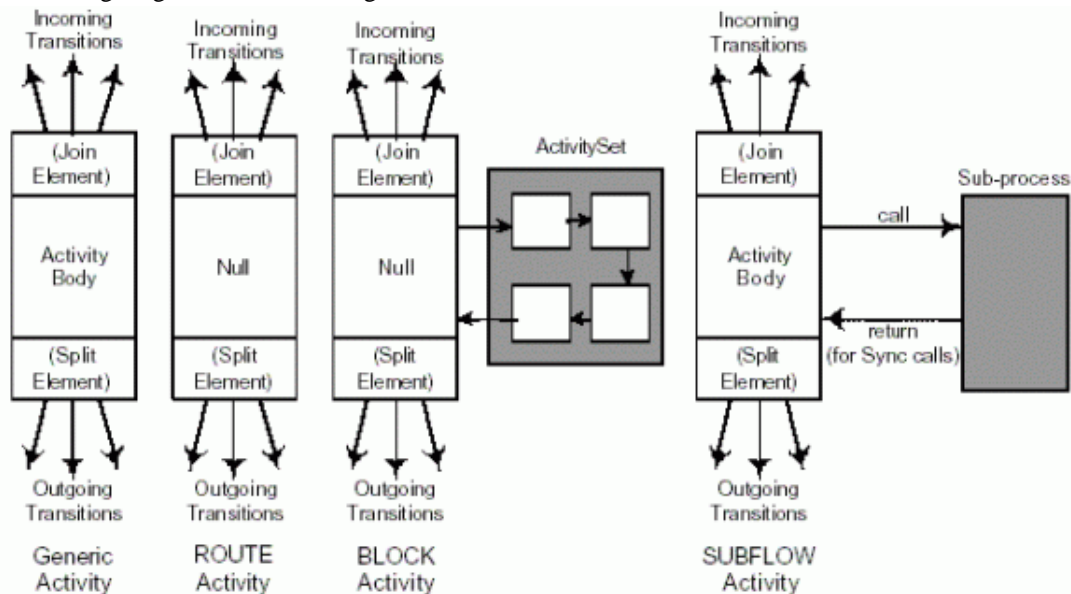 Incoming
Transitions
(Join
Element)
Activity
Body
(Split
Element)
Outgoing
Transitions
Generic
Activity
Incoming
Transitions
(Join
Element)
Null
(Split
Element)
Outgoing
Transitions
ROUTE
Activity
Incoming
Transitions
(Join
Element)
Null
(Split
Element)
Outgoing
Transitions
BLOCK
Activity
ActivitySet
Incoming
Transitions
(Join
Element)
Activity
Body
(Split
Element)
Outgoing
Transitions
SUBFLOW
Activity
call
return
(for Sync calls)
Sub-process